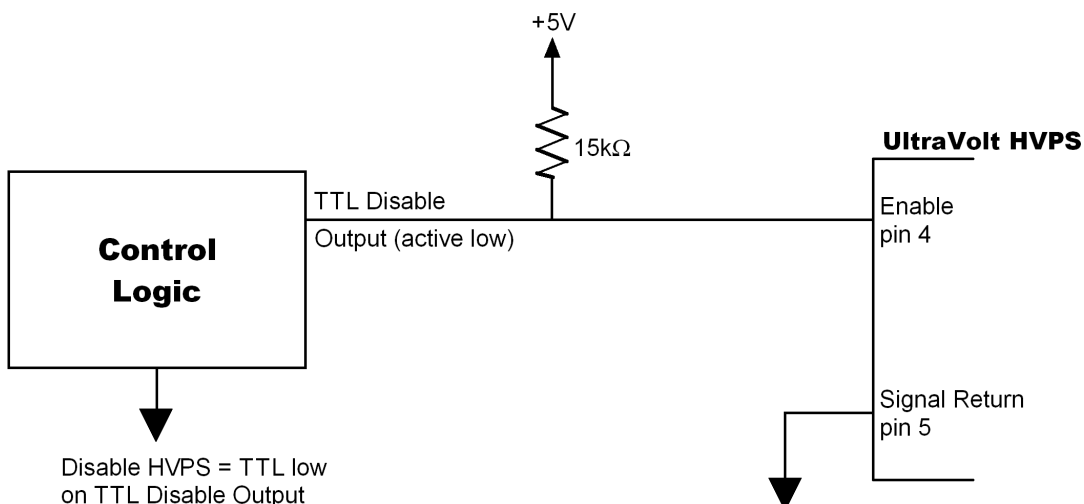 +5V
15kΩ
UltraVolt HVPS
TTL Disable
Output (active low)
Enable
pin 4
Control
Logic
Signal Return
pin 5
Disable HVPS = TTL low
on TTL Disable Output